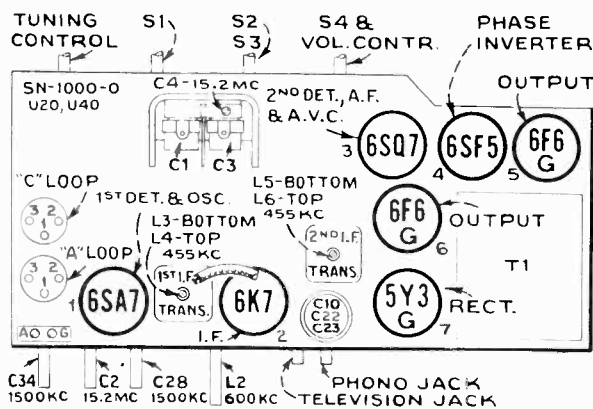 TUNING CONTROL
S1
S2
S3
S4 & VOL. CONTR.
PHASE INVERTER
OUTPUT
SN-1000-0
U20, U40
C4-15.2MC
2ND DET., A.F. & A.V.C.
C1
C3
3
6SQ7
4
6SF5
5
6F6
G
"C" LOOP
3 2
1
1ST DET. & OSC.
L3-BOTTOM
L4-TOP
455KC
L5-BOTTOM
L6-TOP
455KC
2ND I.F.
TRANS.
6F6
G
6
OUTPUT
T1
"A" LOOP
3 2
1
1
6SA7
1ST I.F.
TRANS.
6K7
I.F.
2
C10
C22
C23
5Y3
G
7
RECT.
A O O G
C34
1500KC
C2
15.2MC
C28
1500KC
L2
600KC
PHONO JACK
TELEVISION JACK